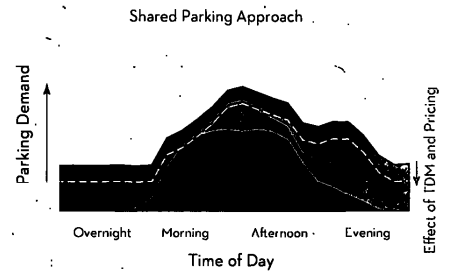 Shared Parking Approach
Parking Demand
Effect of TDM and Pricing
Overnight Morning Afternoon Evening
Time of Day